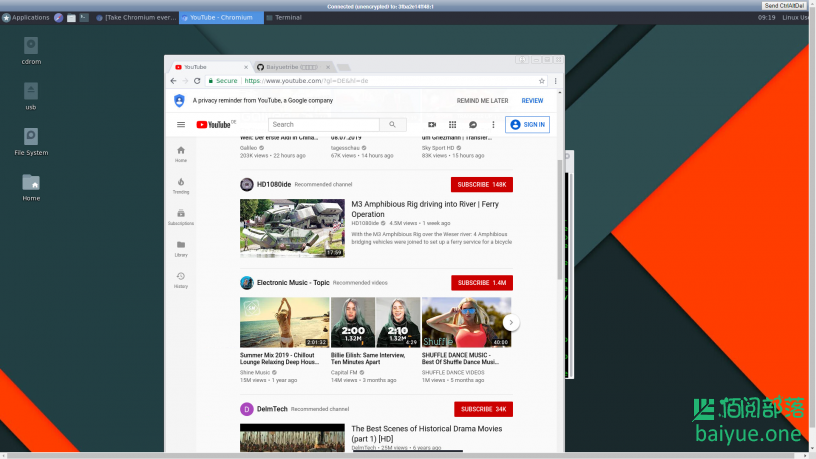 Connected (unencrypted) to: 3fba2e14ff46:1
Send CtrlAltDel
Applications
[Take Chromium ever...
YouTube - Chromium
Terminal
09:19 Linux Us
cdrom
usb
File System
Home
YouTube
Baiyuetribe
Secure
https://www.youtube.com/?gl=DE&hl=de
A privacy reminder from YouTube, a Google company
REMIND ME LATER
REVIEW
YouTube DE
Search
SIGN IN
Home
Trending
Subscriptions
Library
History
Welt: Der erste Aldi in China...
08.07.2019
um Griezmann | Transfer...
Galileo
tagesschau
Sky Sport HD
203K views • 22 hours ago
67K views • 14 hours ago
83K views • 15 hours ago
HD1080ide Recommended channel
SUBSCRIBE 148K
M3 Amphibious Rig driving into River | Ferry
Operation
HD1080ide 4.5M views • 1 week ago
With the M3 Amphibious Rig over the Weser river. 4 Amphibious
bridging vehicles were joined to set up a ferry service for a bicycle
17:59
Electronic Music - Topic Recommended videos
SUBSCRIBE 1.4M
2:01:32
2:00
1.32M
2:10
1.32M
4:29
Shuffle
40:00
Summer Mix 2019 - Chillout
Lounge Relaxing Deep Hous...
Billie Eilish: Same Interview,
Ten Minutes Apart
SHUFFLE DANCE MUSIC -
Best Of Shuffle Dance Musi...
Shine Music
Capital FM
SHUFFLE DANCE VIDEOS
15M views • 1 year ago
14M views • 3 months ago
1M views • 5 months ago
D
DelmTech Recommended channel
SUBSCRIBE 34K
The Best Scenes of Historical Drama Movies
(part 1) [HD]
DelmTech • 25M views • 6 years ago
佰阅部落
baiyue.one